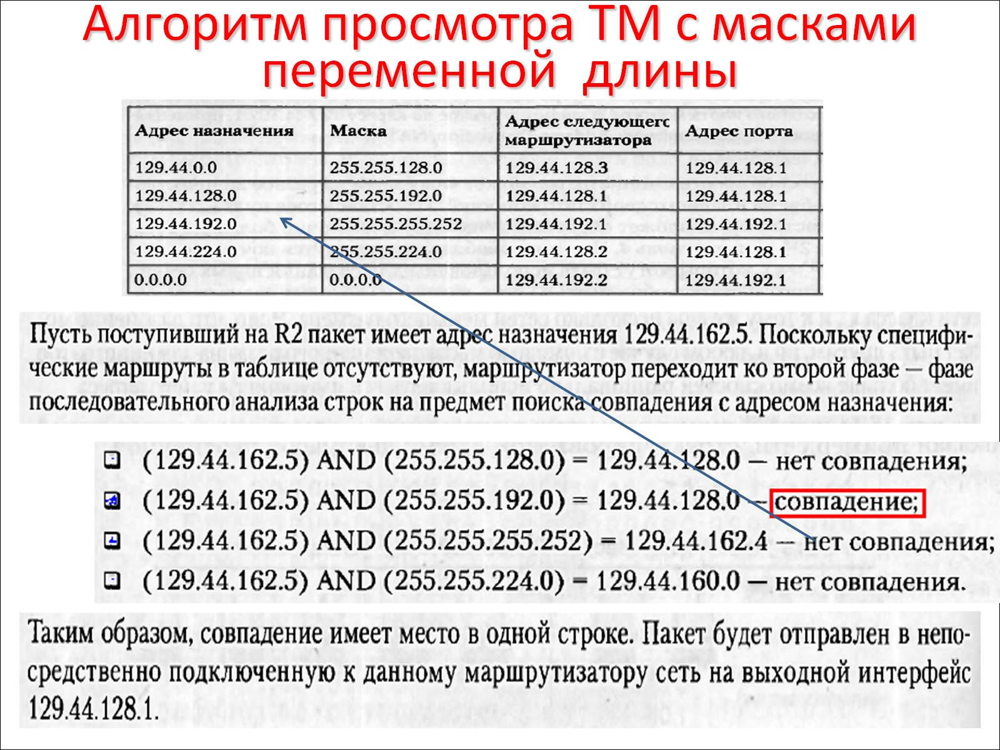 Алгоритм просмотра ТМ с масками
переменной длины
Адрес назначения Маска Адрес следующегс маршрутизатора Адрес порта
129.44.0.0 255.255.128.0 129.44.128.3 129.44.128.1
129.44.128.0 255.255.192.0 129.44.128.1 129.44.128.1
129.44.192.0 255.255.255.252 129.44.192.1 129.44.192.1
129.44.224.0 255.255.224.0 129.44.128.2 129.44.128.1
0.0.0.0 0.0.0.0 129.44.192.2 129.44.192.1
Пусть поступивший на R2 пакет имеет адрес назначения 129.44.162.5. Поскольку специфи-
ческие маршруты в таблице отсутствуют, маршрутизатор переходит ко второй фазе — фазе
последовательного анализа строк на предмет поиска совпадения с адресом назначения:
(129.44.162.5) AND (255.255.128.0) = 129.44.128.0 — нет совпадения;
(129.44.162.5) AND (255.255.192.0) = 129.44.128.0 — совпадение;
(129.44.162.5) AND (255.255.255.252) = 129.44.162.4 — нет совпадения;
(129.44.162.5) AND (255.255.224.0) = 129.44.160.0 — нет совпадения.
Таким образом, совпадение имеет место в одной строке. Пакет будет отправлен в непо-
средственно подключенную к данному маршрутизатору сеть на выходной интерфейс
129.44.128.1.